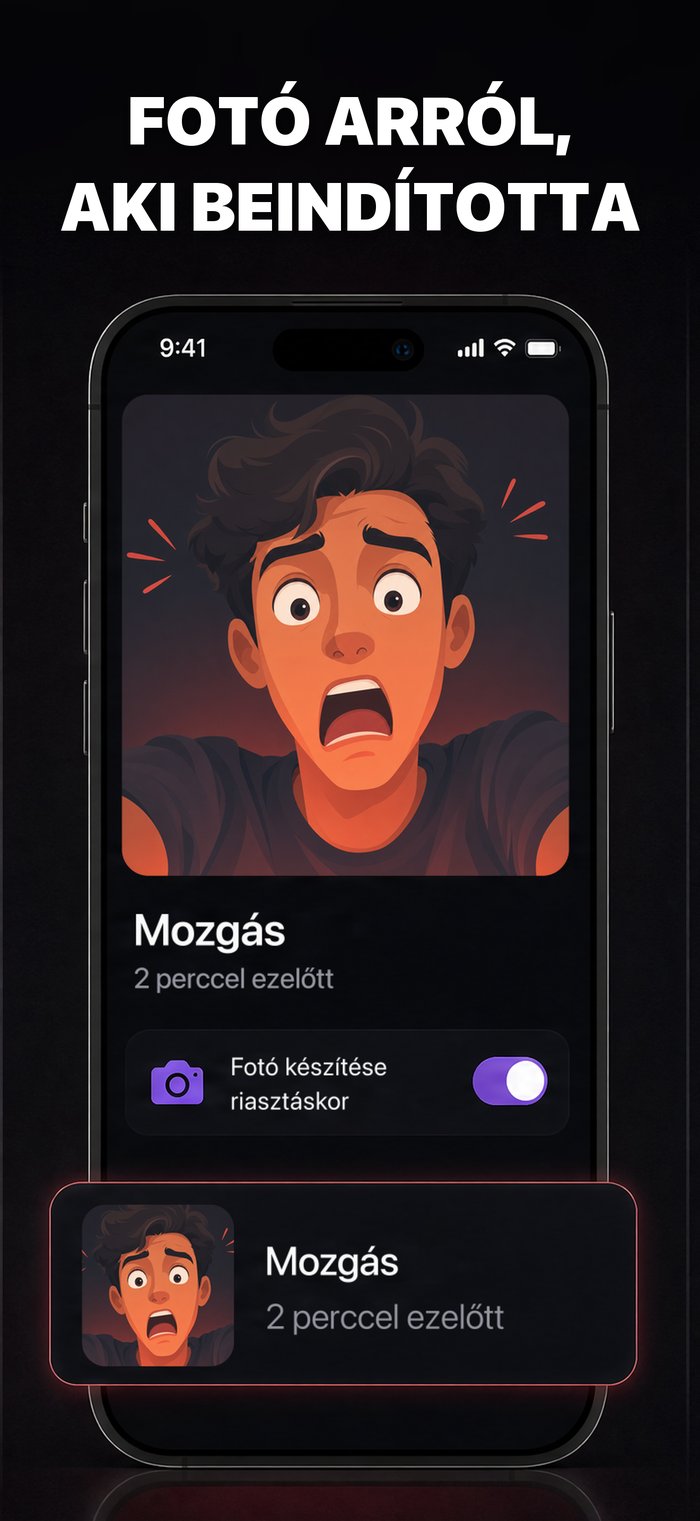 FOTÓ ARRÓL,
AKI BEINDÍTOTTA
9:41
Mozgás
2 perccel ezelőtt
Fotó készítése
riasztáskor
Mozgás
2 perccel ezelőtt